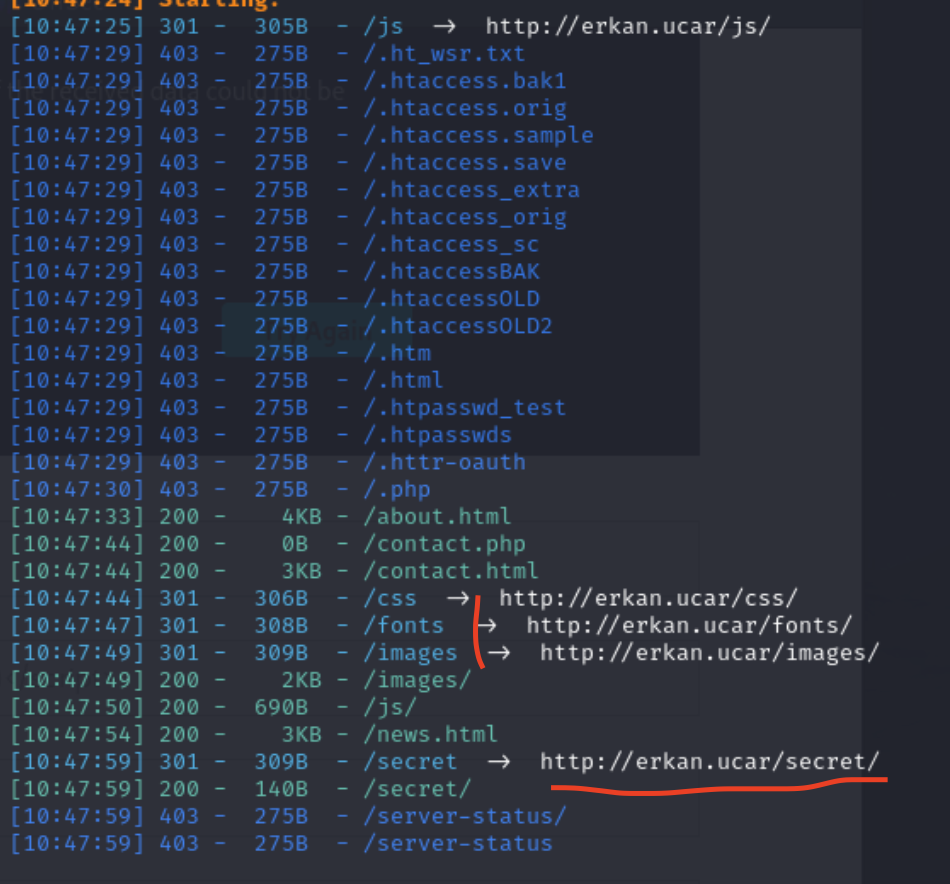 [10:47:24] Starting:
[10:47:25] 301 - 305B - /js → http://erkan.ucar/js/
[10:47:29] 403 - 275B - /.ht_wsr.txt
[10:47:29] 403 - 275B - /.htaccess.bak1
the received data could not be
[10:47:29] 403 - 275B - /.htaccess.orig
[10:47:29] 403 - 275B - /.htaccess.sample
[10:47:29] 403 - 275B - /.htaccess.save
[10:47:29] 403 - 275B - /.htaccess_extra
[10:47:29] 403 - 275B - /.htaccess_orig
[10:47:29] 403 - 275B - /.htaccess_sc
[10:47:29] 403 - 275B - /.htaccessBAK
[10:47:29] 403 - 275B - /.htaccessOLD
[10:47:29] 403 - 275B - /.htaccessOLD2
Again
[10:47:29] 403 - 275B - /.htm
[10:47:29] 403 - 275B - /.html
[10:47:29] 403 - 275B - /.htpasswd_test
[10:47:29] 403 - 275B - /.htpasswds
[10:47:29] 403 - 275B - /.httr-oauth
[10:47:30] 403 - 275B - /.php
[10:47:33] 200 - 4KB - /about.html
[10:47:44] 200 - 0B - /contact.php
[10:47:44] 200 - 3KB - /contact.html
[10:47:44] 301 - 306B - /css → http://erkan.ucar/css/
[10:47:47] 301 - 308B - /fonts → http://erkan.ucar/fonts/
[10:47:49] 301 - 309B - /images → http://erkan.ucar/images/
[10:47:49] 200 - 2KB - /images/
[10:47:50] 200 - 690B - /js/
[10:47:54] 200 - 3KB - /news.html
[10:47:59] 301 - 309B - /secret → http://erkan.ucar/secret/
[10:47:59] 200 - 140B - /secret/
[10:47:59] 403 - 275B - /server-status/
[10:47:59] 403 - 275B - /server-status